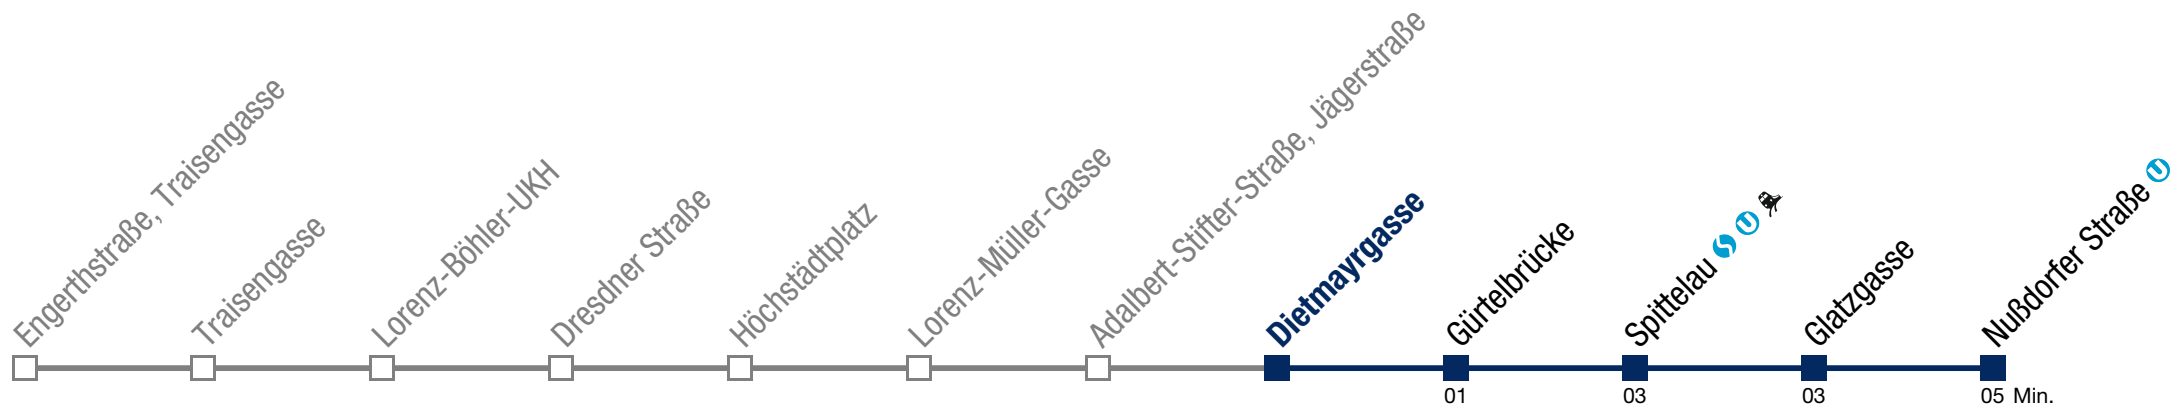 Engerthstraße, Traisengasse
Traisengasse
Lorenz-Böhler-UKH
Dresdner Straße
Höchstädtplatz
Lorenz-Müller-Gasse
Adalbert-Stifter-Straße, Jägerstraße
Dietmayrgasse
Gürtelbrücke
Spittelau S U
Glatzgasse
Nußdorfer Straße U
01 03 03 05 Min.